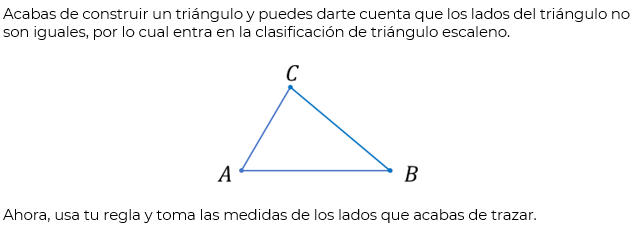 Acabas de construir un triángulo y puedes darte cuenta que los lados del triángulo no
son iguales, por lo cual entra en la clasificación de triángulo escaleno.
C
A
B
Ahora, usa tu regla y toma las medidas de los lados que acabas de trazar.